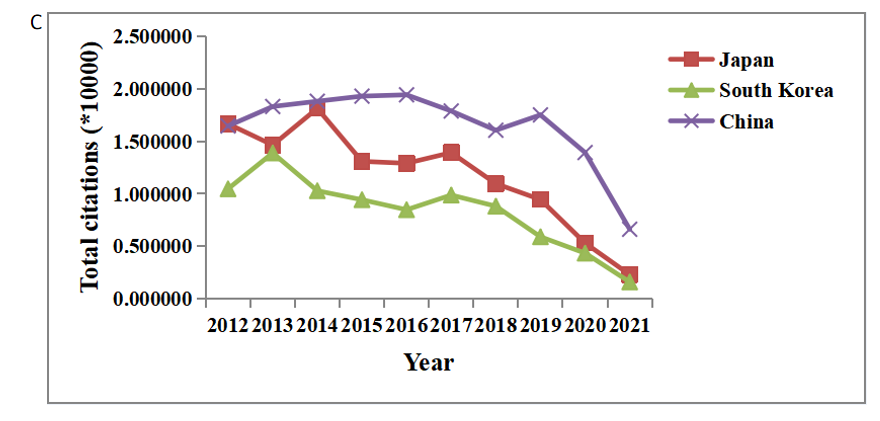 C
2.500000
2.000000
1.500000
1.000000
0.500000
0.000000
Total citations (*10000)
2012 2013 2014 2015 2016 2017 2018 2019 2020 2021
Year
Japan
South Korea
China